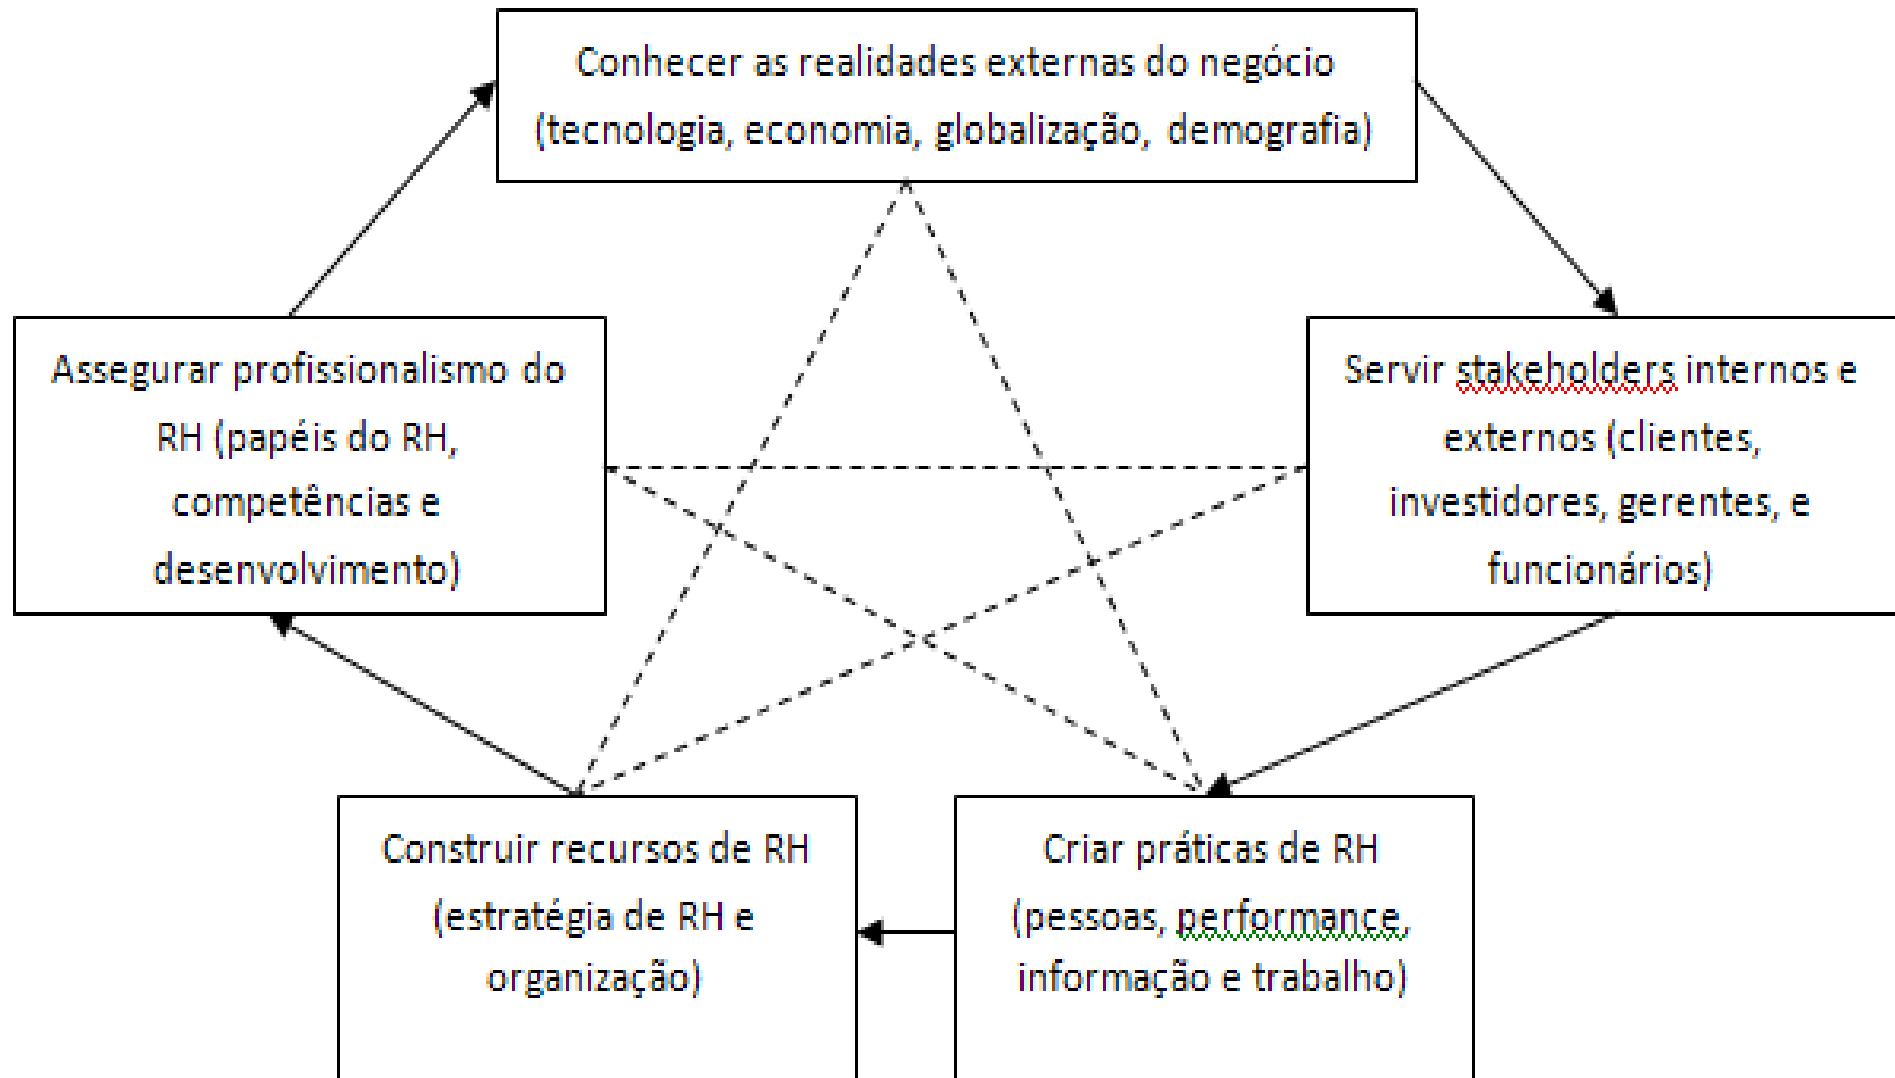 Conhecer as realidades externas do negócio
(tecnologia, economia, globalização, demografia)
Assegurar profissionalismo do
RH (papéis do RH,
competências e
desenvolvimento)
Servir stakeholders internos e
externos (clientes,
investidores, gerentes, e
funcionários)
Construir recursos de RH
(estratégia de RH e
organização)
Criar práticas de RH
(pessoas, performance,
informação e trabalho)